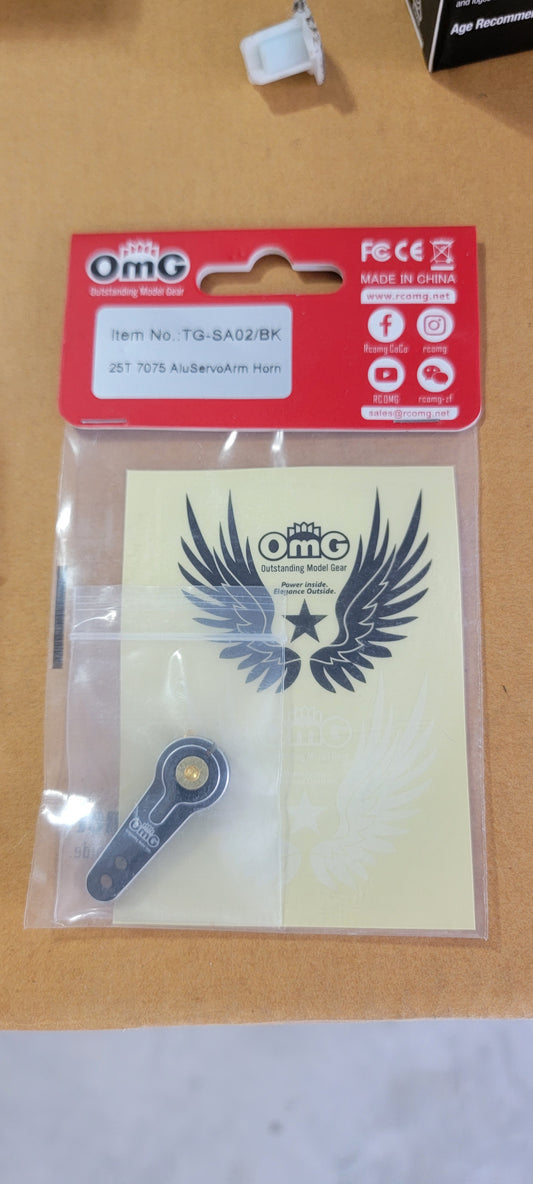 Age Recomme
OmG
Outstanding Model Gear
FC CE
MADE IN CHINA
www.rcomg.net
Item No.:TG-SA02/BK
25T 7075 AluServoArm Horn
Rcomg CoCo
rcomg
RCOMG
rcomg-zf
sales@rcomg.net
OmG
Outstanding Model Gear
Power inside.
Elegance Outside.
OmG
OmG